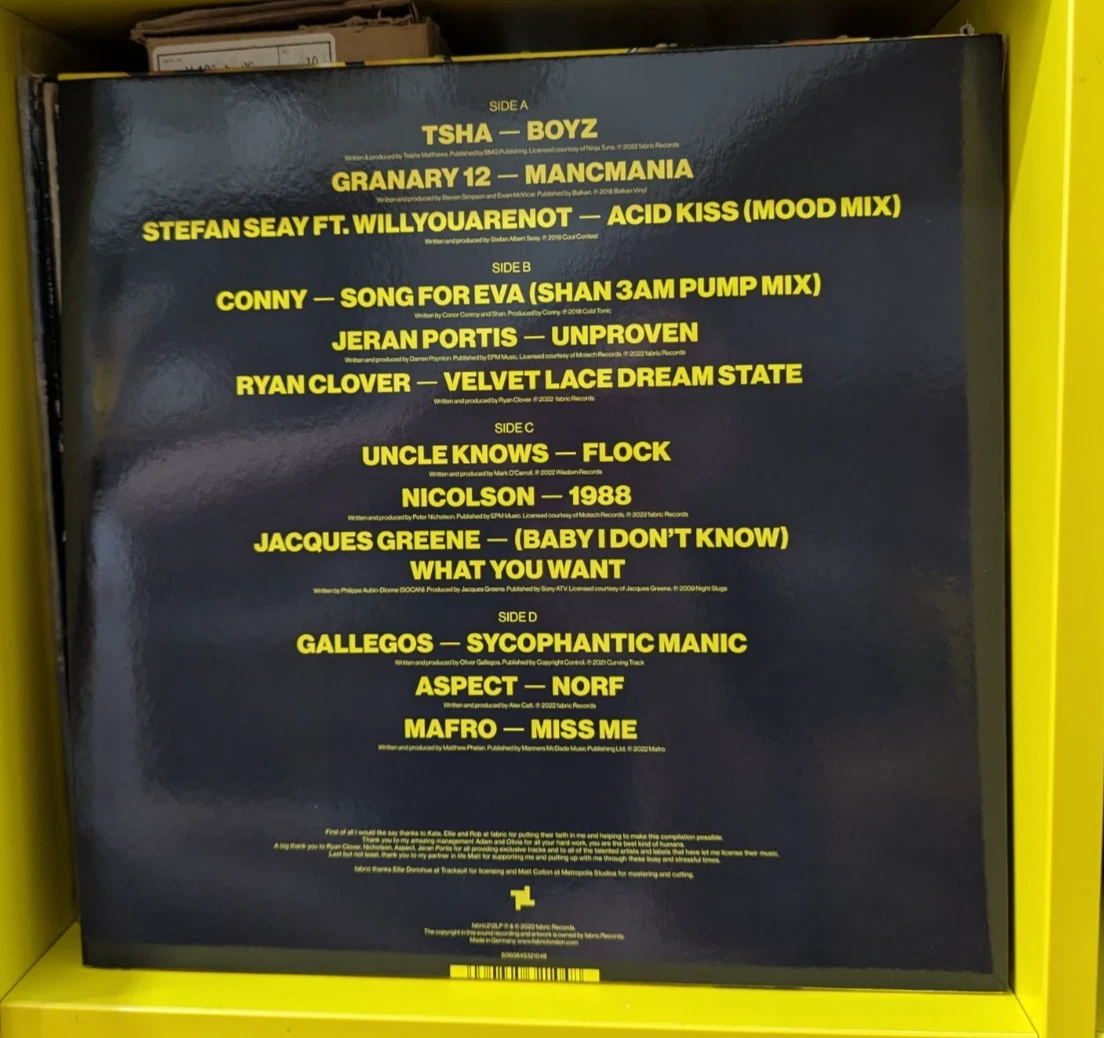 10
SIDE A
TSHA — BOYZ
Written & produced by Teisha Matthews. Published by BMG Publishing. Licensed courtesy of Ninja Tune. ℗ 2022 fabric Records
GRANARY 12 — MANCMANIA
Written and produced by Steven Simpson and Ewan McVicar. Published by Balkan. ℗ 2018 Balkan Vinyl
STEFAN SEAY FT. WILLYOUARENOT — ACID KISS (MOOD MIX)
Written and produced by Stefan Albert Seay. ℗ 2019 Cool Contest
SIDE B
CONNY — SONG FOR EVA (SHAN 3AM PUMP MIX)
Written by Conor Conroy and Shan. Produced by Conny. ℗ 2018 Cold Tonic
JERAN PORTIS — UNPROVEN
Written and produced by Darren Poynton. Published by EPM Music. Licensed courtesy of Motech Records. ℗ 2022 fabric Records
RYAN CLOVER — VELVET LACE DREAM STATE
Written and produced by Ryan Clover. ℗ 2022 fabric Records
SIDE C
UNCLE KNOWS — FLOCK
Written and produced by Mark O'Carroll. ℗ 2022 Wisdom Records
NICOLSON — 1988
Written and produced by Peter Nicholson. Published by EPM Music. Licensed courtesy of Motech Records. ℗ 2022 fabric Records
JACQUES GREENE — (BABY I DON'T KNOW)
WHAT YOU WANT
Written by Philippe Aubin-Dionne (SOCAN). Produced by Jacques Greene. Published by Sony ATV. Licensed courtesy of Jacques Greene. ℗ 2009 Night Slugs
SIDE D
GALLEGOS — SYCOPHANTIC MANIC
Written and produced by Oliver Gallegos. Published by Copyright Control. ℗ 2021 Curving Track
ASPECT — NORF
Written and produced by Alex Calt. ℗ 2022 fabric Records
MAFRO — MISS ME
Written and produced by Matthew Phelan. Published by Manners McDade Music Publishing Ltd. ℗ 2022 Mafro
First of all I would like say thanks to Kate, Ellie and Rob at fabric for putting their faith in me and helping to make this compilation possible.
Thank you to my amazing management Adam and Olivia for all your hard work, you are the best kind of humans.
A big thank you to Ryan Clover, Nicholson, Aspect, Jeran Portis for all providing exclusive tracks and to all of the talented artists and labels that have let me license their music.
Last but not least, thank you to my partner in life Matt for supporting me and putting up with me through these busy and stressful times.
fabric thanks Ellie Donohue at Tracksuit for licensing and Matt Colton at Metropolis Studios for mastering and cutting.
fabric212LP ℗ & © 2022 fabric Records.
The copyright in this sound recording and artwork is owned by fabric Records.
Made in Germany. www.fabriclondon.com
5060845321046